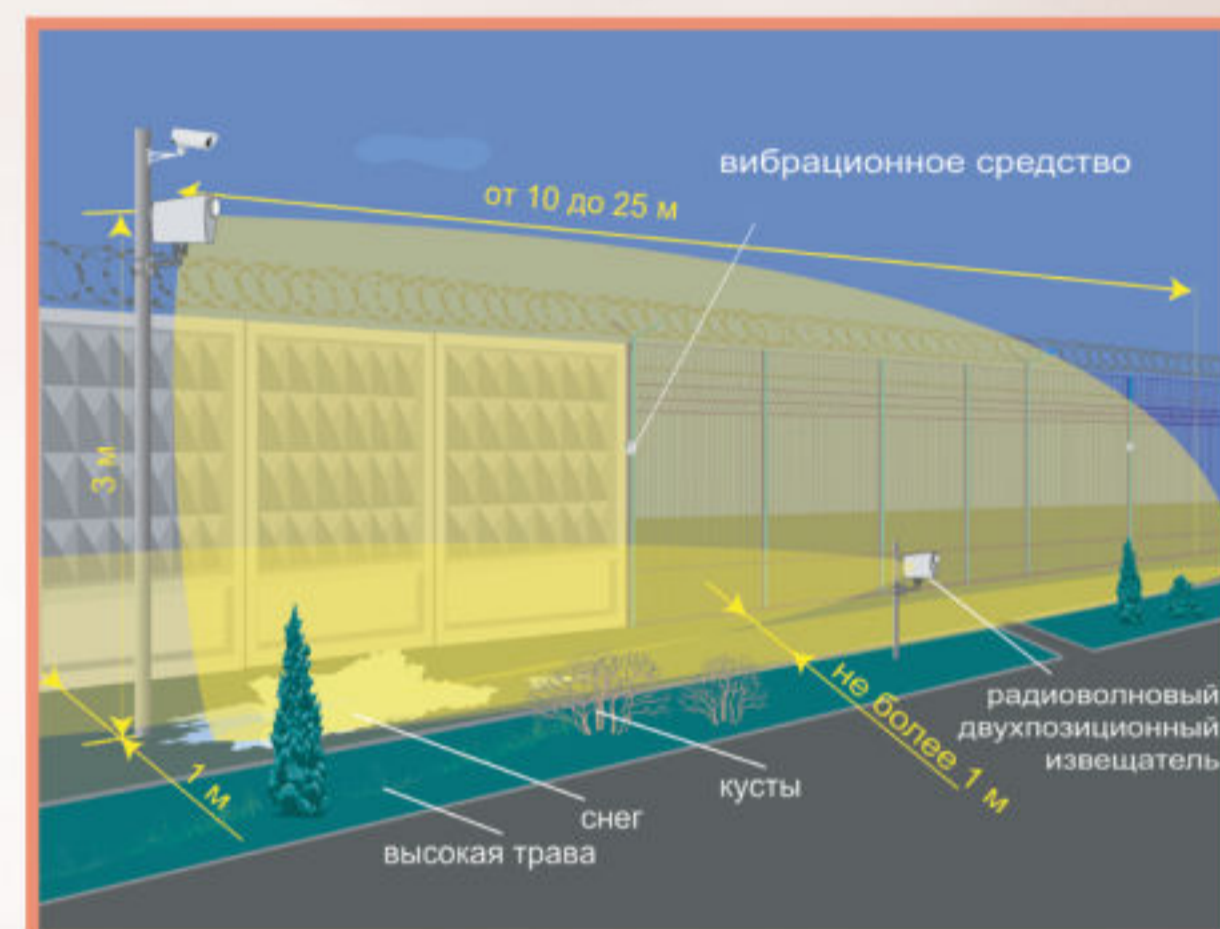 вибрационное средство
от 10 до 25 м
3 м
не более 1 м
радиоволновый
двухпозиционный
извещатель
1 м
кусты
снег
высокая трава